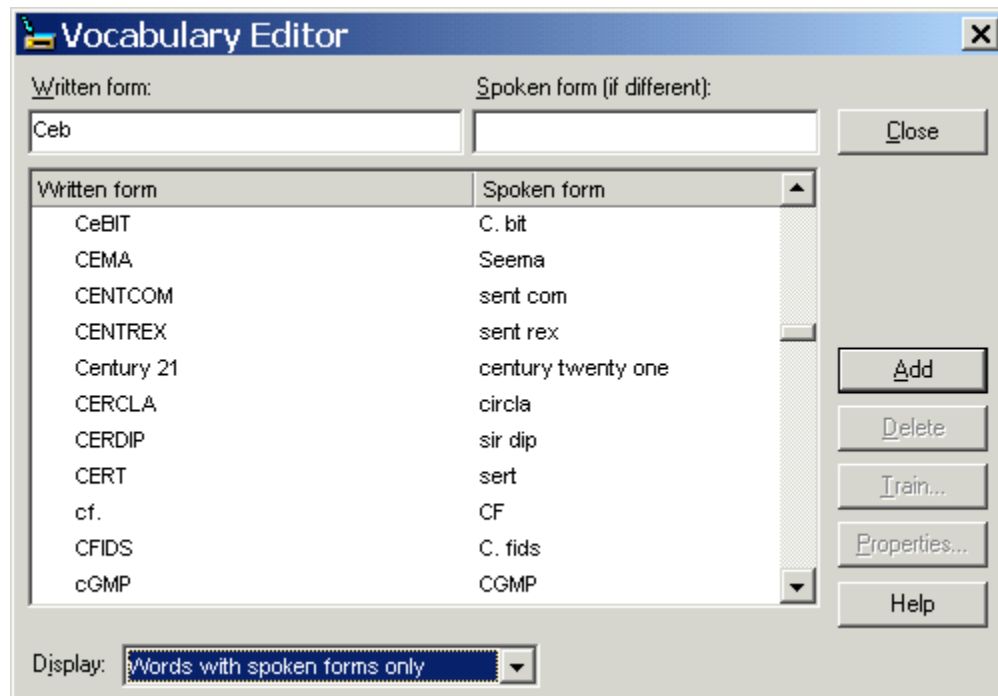 Vocabulary Editor
Written form: Spoken form (if different):
Ceb Close
Written form Spoken form
CeBIT C. bit
CEMA Seema
CENTCOM sent com
CENTREX sent rex
Century 21 century twenty one
Add
CERCLA circla
CERDIP sir dip
Delete
CERT sert
Train...
cf. CF
CFIDS C. fids
Properties...
cGMP CGMP
Help
Display: Words with spoken forms only